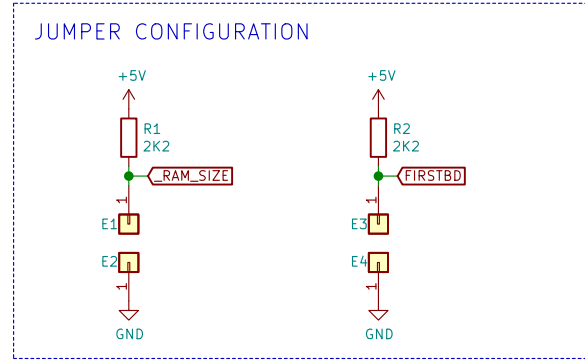 JUMPER CONFIGURATION
+5V +5V
R1 R2
2K2 2K2
_RAM_SIZE FIRSTBD
1 1
E1 E3
E2 E4
1 1
GND GND